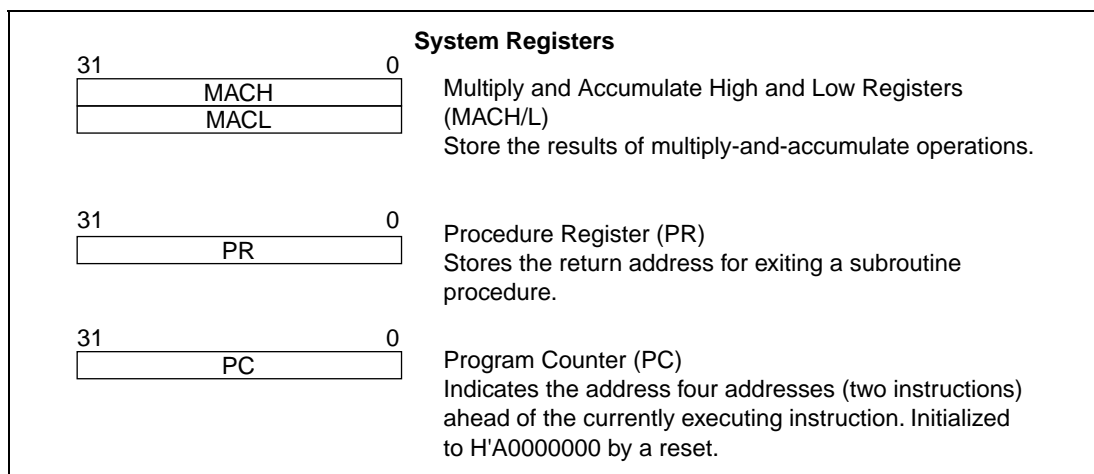 System Registers
31 0
MACH
MACL
Multiply and Accumulate High and Low Registers
(MACH/L)
Store the results of multiply-and-accumulate operations.
31 0
PR
Procedure Register (PR)
Stores the return address for exiting a subroutine
procedure.
31 0
PC
Program Counter (PC)
Indicates the address four addresses (two instructions)
ahead of the currently executing instruction. Initialized
to H'A0000000 by a reset.